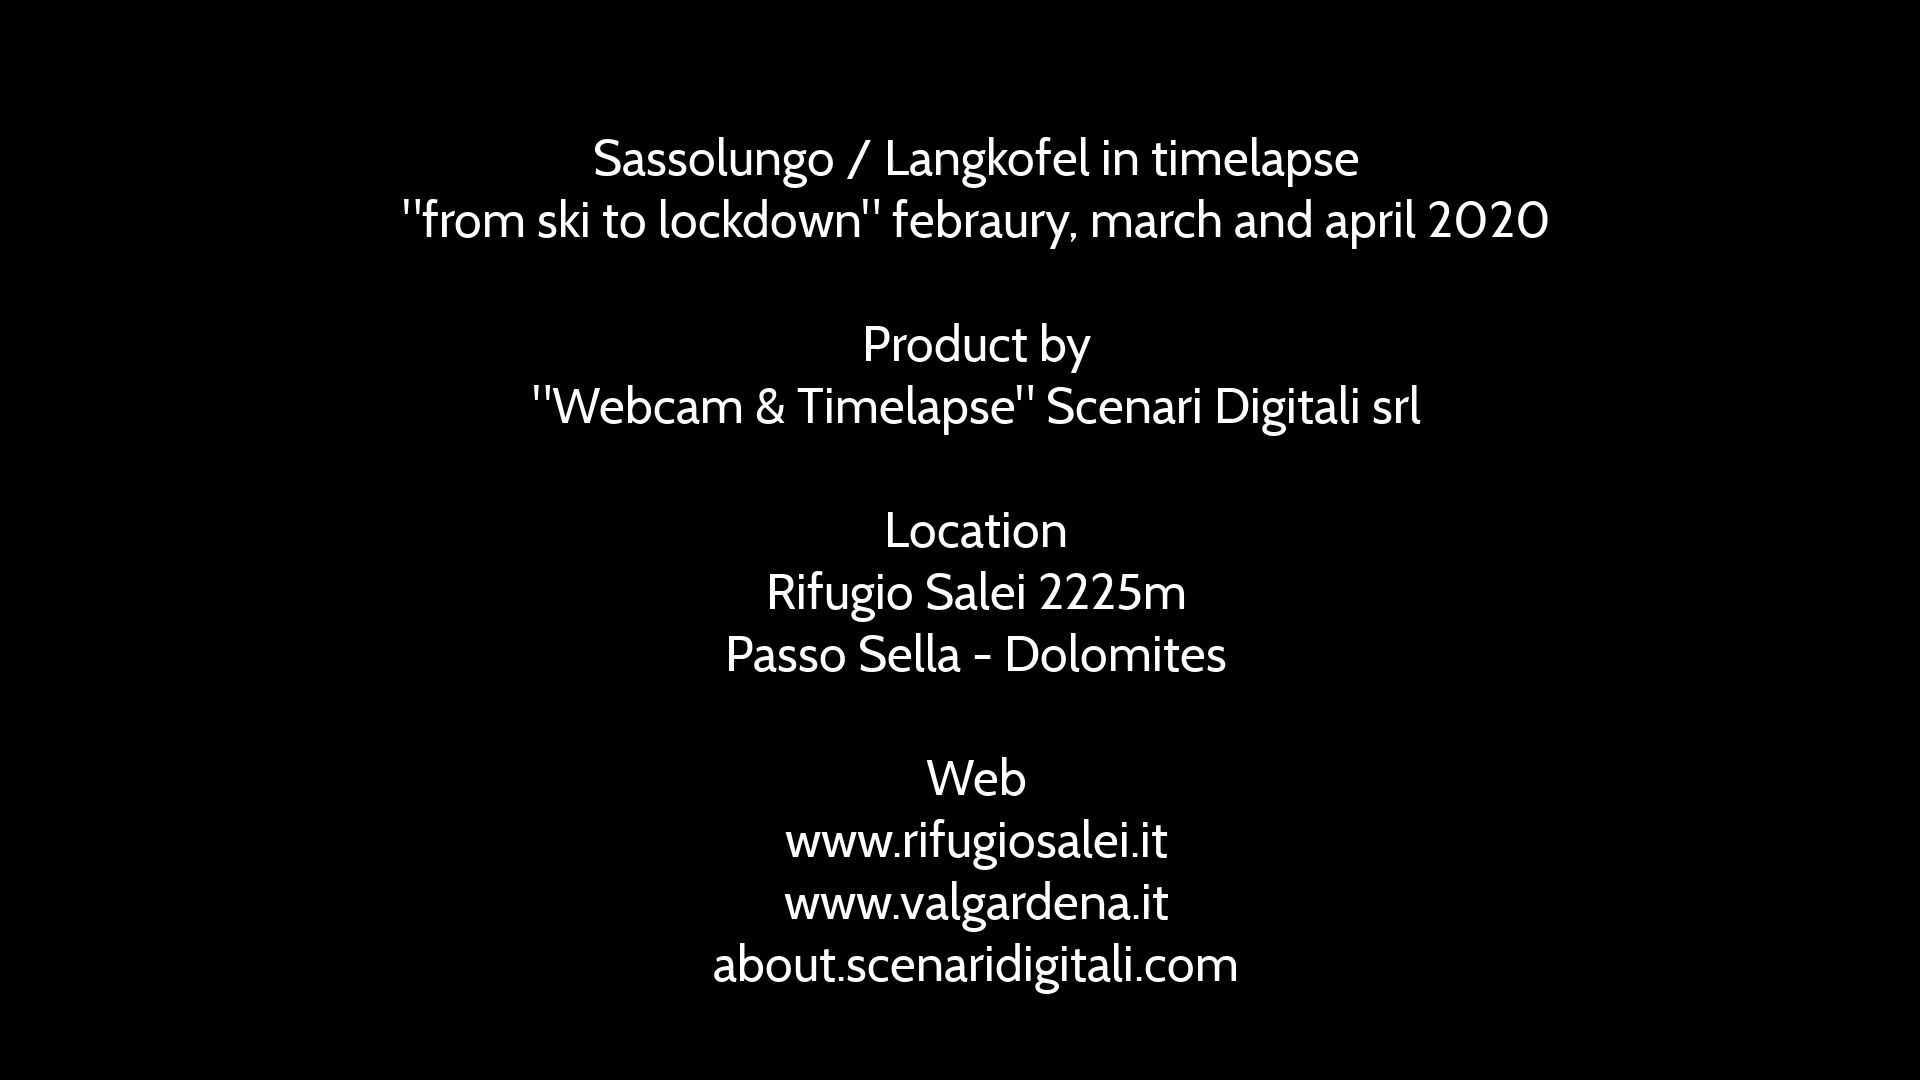 Sassolungo / Langkofel in timelapse
"from ski to lockdown" febraury, march and april 2020
Product by
"Webcam & Timelapse" Scenari Digitali srl
Location
Rifugio Salei 2225m
Passo Sella - Dolomites
Web
www.rifugiosalei.it
www.valgardena.it
about.scenaridigitali.com